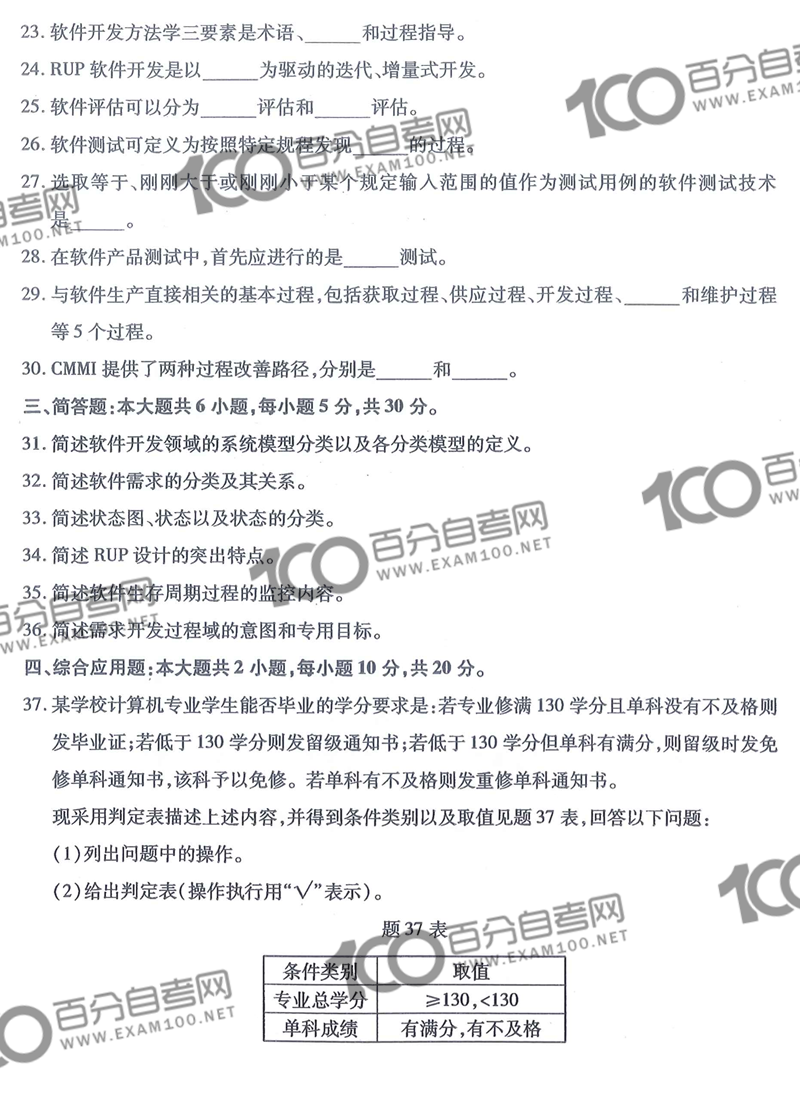 23. 软件开发方法学三要素是术语、______和过程指导。
24. RUP 软件开发是以______为驱动的迭代、增量式开发。
25. 软件评估可以分为______评估和______评估。
26. 软件测试可定义为按照特定规程发现______的过程。
27. 选取等于、刚刚大于或刚刚小于某个规定输入范围的值作为测试用例的软件测试技术
是______。
28. 在软件产品测试中,首先应进行的是______测试。
29. 与软件生产直接相关的基本过程,包括获取过程、供应过程、开发过程、______和维护过程
等 5 个过程。
30. CMMI 提供了两种过程改善路径,分别是______和______。
三、简答题:本大题共 6 小题,每小题 5 分,共 30 分。
31. 简述软件开发领域的系统模型分类以及各分类模型的定义。
32. 简述软件需求的分类及其关系。
33. 简述状态图、状态以及状态的分类。
34. 简述 RUP 设计的突出特点。
35. 简述软件生存周期过程的监控内容。
36. 简述需求开发过程域的意图和专用目标。
四、综合应用题:本大题共 2 小题,每小题 10 分,共 20 分。
37. 某学校计算机专业学生能否毕业的学分要求是:若专业修满 130 学分且单科没有不及格则
发毕业证;若低于 130 学分则发留级通知书;若低于 130 学分但单科有满分,则留级时发免
修单科通知书,该科予以免修。若单科有不及格则发重修单科通知书。
现采用判定表描述上述内容,并得到条件类别以及取值见题 37 表,回答以下问题:
(1)列出问题中的操作。
(2)给出判定表(操作执行用“√”表示)。
题 37 表
条件类别 取值
专业总学分 ≥130,<130
单科成绩 有满分,有不及格
100百分自考网
WWW.EXAM100.NET